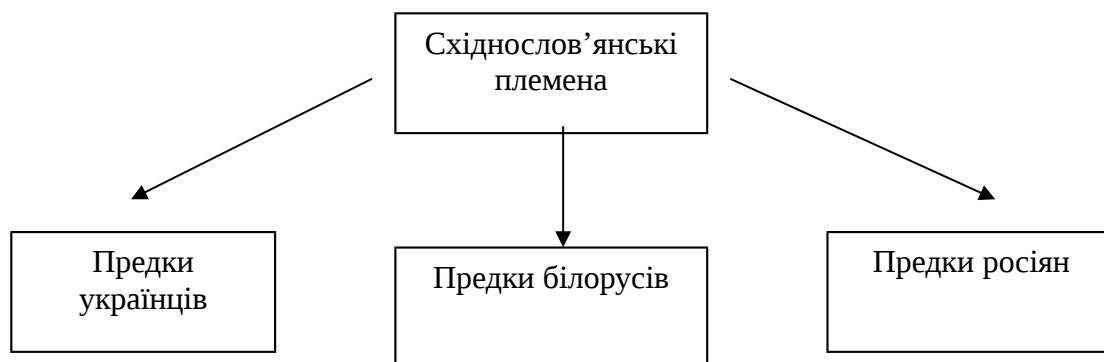 Східнослов’янські
племена
Предки
українців
Предки білорусів
Предки росіян